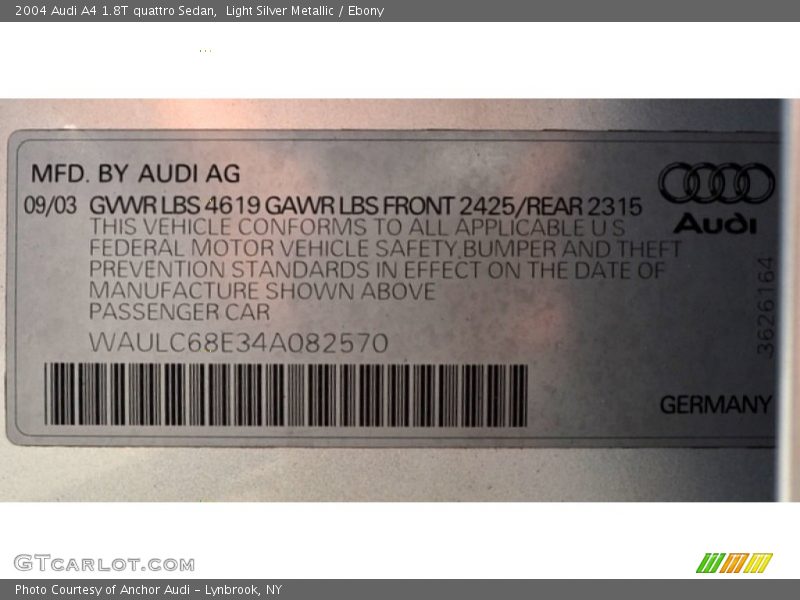 2004 Audi A4 1.8T quattro Sedan,  Light Silver Metallic / Ebony
MFD. BY AUDI AG
09/03 GVWR LBS 4619 GAWR LBS FRONT 2425/REAR 2315
THIS VEHICLE CONFORMS TO ALL APPLICABLE U S
FEDERAL MOTOR VEHICLE SAFETY,BUMPER AND THEFT
PREVENTION STANDARDS IN EFFECT ON THE DATE OF
MANUFACTURE SHOWN ABOVE
PASSENGER CAR
WAULC68E34A082570
Audi
3626164
GERMANY
GTCARLOT.COM
Photo Courtesy of Anchor Audi - Lynbrook, NY